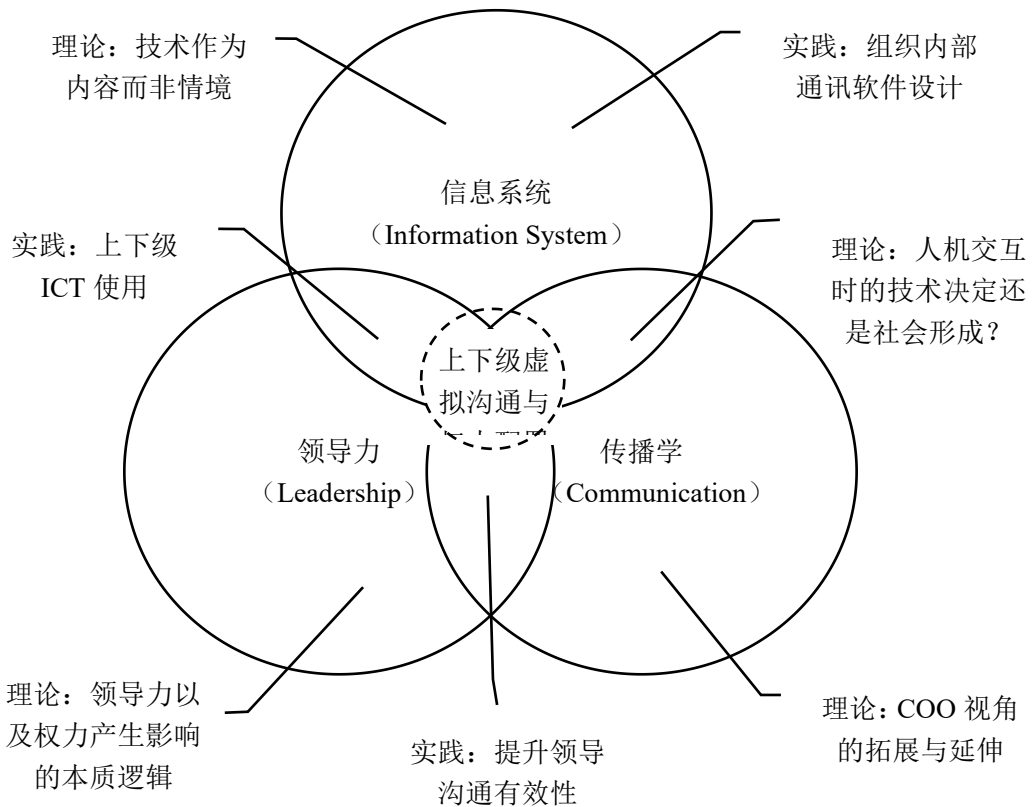 理论：技术作为
内容而非情境
实践：组织内部
通讯软件设计
信息系统
（Information System）
实践：上下级
ICT 使用
理论：人机交互
时的技术决定还
是社会形成？
上下级虚
拟沟通与
领导力
（Leadership）
传播学
（Communication）
理论：领导力以
及权力产生影响
的本质逻辑
实践：提升领导
沟通有效性
理论：COO 视角
的拓展与延伸